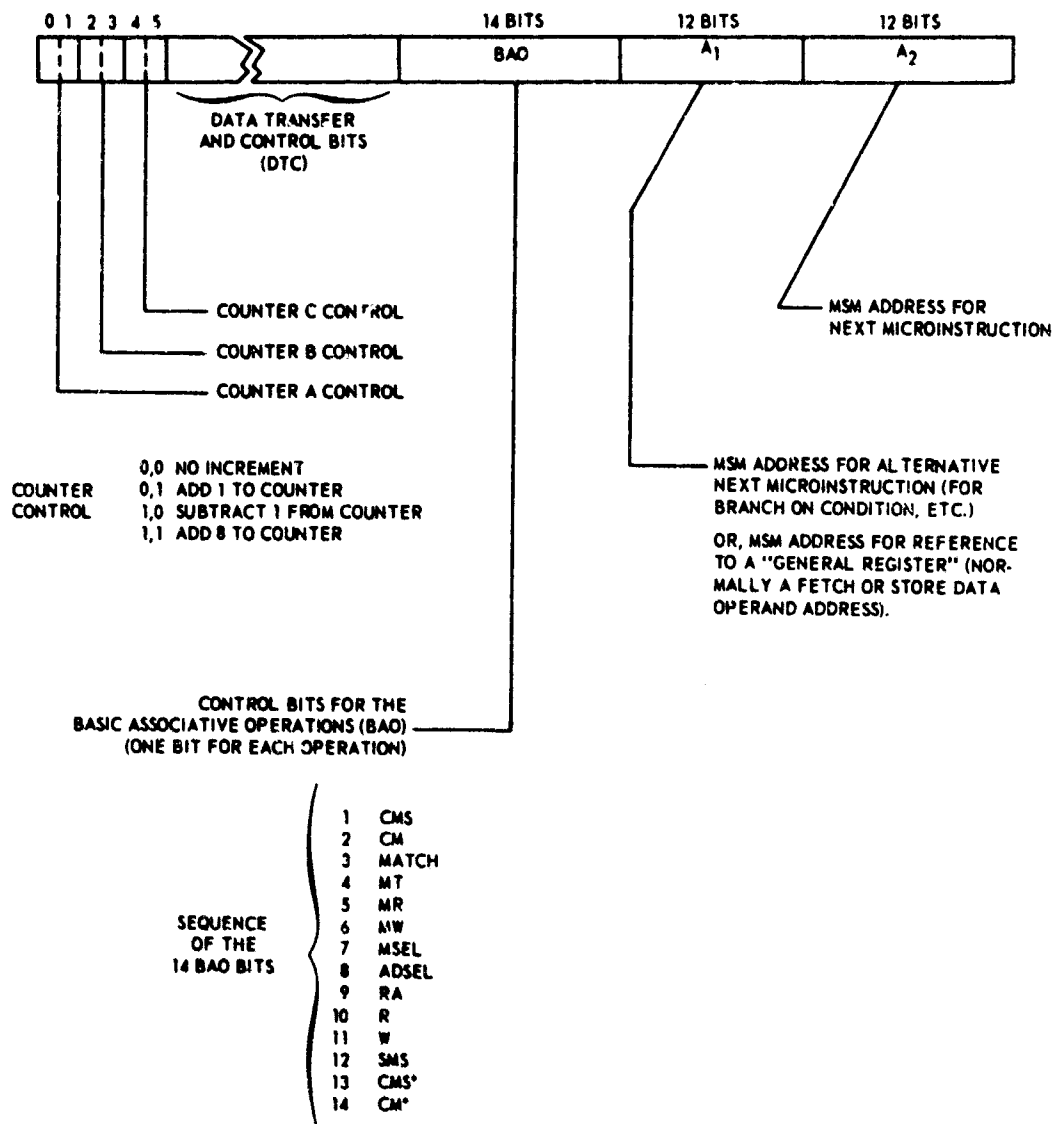 0 1 2 3 4 5 14 BITS 12 BITS 12 BITS
BAO A1 A2
DATA TRANSFER
AND CONTROL BITS
(DTC)
COUNTER C CONTROL
COUNTER B CONTROL
COUNTER A CONTROL
MSM ADDRESS FOR
NEXT MICROINSTRUCTION
COUNTER
CONTROL
0,0 NO INCREMENT
0,1 ADD 1 TO COUNTER
1,0 SUBTRACT 1 FROM COUNTER
1,1 ADD 8 TO COUNTER
MSM ADDRESS FOR ALTERNATIVE
NEXT MICROINSTRUCTION (FOR
BRANCH ON CONDITION, ETC.)
OR, MSM ADDRESS FOR REFERENCE
TO A "GENERAL REGISTER" (NOR-
MALLY A FETCH OR STORE DATA
OPERAND ADDRESS).
CONTROL BITS FOR THE
BASIC ASSOCIATIVE OPERATIONS (BAO)
(ONE BIT FOR EACH OPERATION)
SEQUENCE
OF THE
14 BAO BITS
1 CMS
2 CM
3 MATCH
4 MT
5 MR
6 MW
7 MSEL
8 ADSEL
9 RA
10 R
11 W
12 SMS
13 CMS*
14 CM*